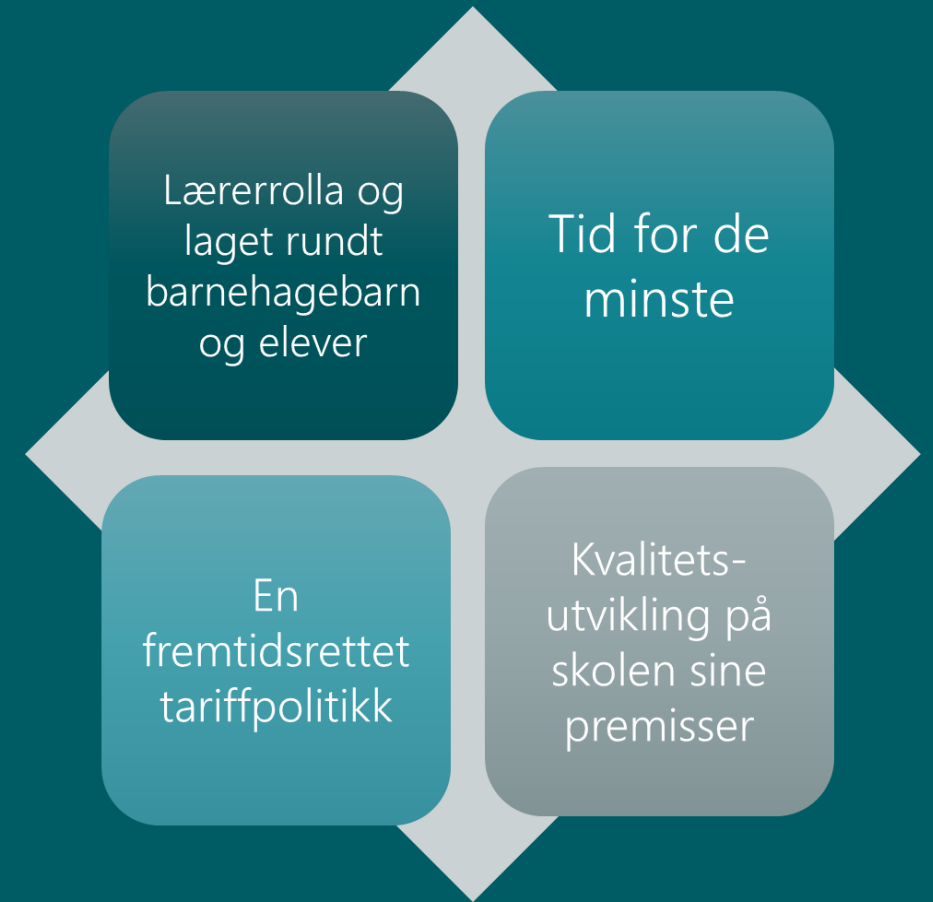 Lærerrolla og
laget rundt
barnehagebarn
og elever
Tid for de
minste
En
fremtidsrettet
tariffpolitikk
Kvalitets-
utvikling på
skolen sine
premisser